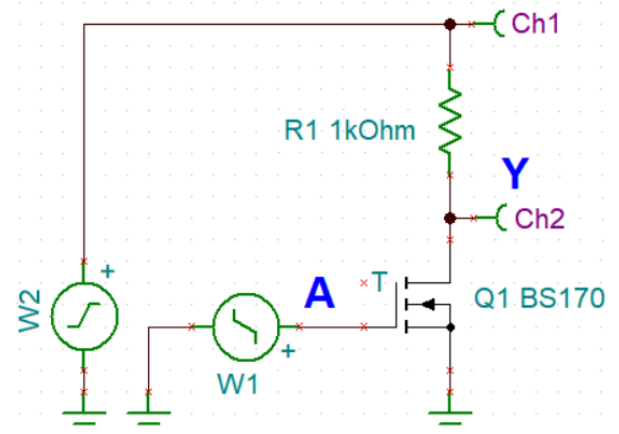 Ch1
R1 1kOhm
Y
Ch2
T
A
Q1 BS170
W2
+
W1
+